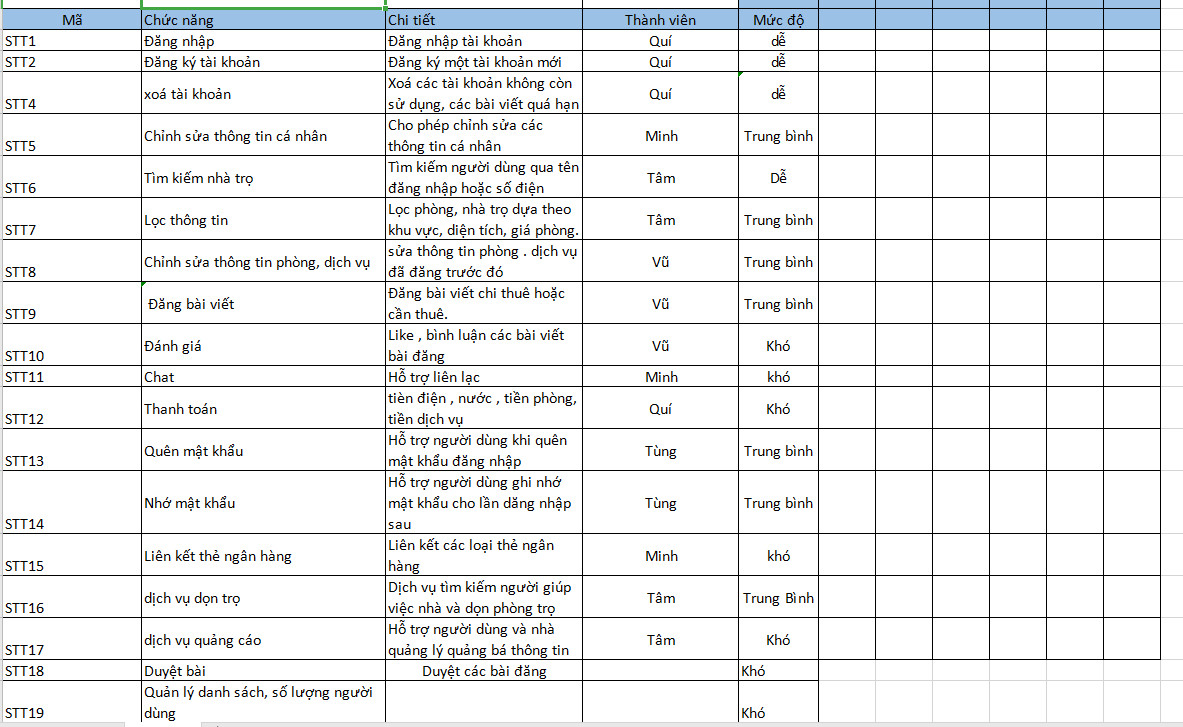 Mã Chức năng Chi tiết Thành viên Mức độ
STT1 Đăng nhập Đăng nhập tài khoản Quí dễ
STT2 Đăng ký tài khoản Đăng ký một tài khoản mới Quí dễ
STT4 xoá tài khoản Xoá các tài khoản không còn
sử dụng, các bài viết quá hạn Quí dễ
STT5 Chỉnh sửa thông tin cá nhân Cho phép chỉnh sửa các
thông tin cá nhân Minh Trung bình
STT6 Tìm kiếm nhà trọ Tìm kiếm người dùng qua tên
đăng nhập hoặc số điện Tâm Dễ
STT7 Lọc thông tin Lọc phòng, nhà trọ dựa theo
khu vực, diện tích, giá phòng. Tâm Trung bình
STT8 Chỉnh sửa thông tin phòng, dịch vụ sửa thông tin phòng . dịch vụ
đã đăng trước đó Vũ Trung bình
STT9 Đăng bài viết Đăng bài viết chi thuê hoặc
cần thuê. Vũ Trung bình
STT10 Đánh giá Like , bình luận các bài viết
bài đăng Vũ Khó
STT11 Chat Hỗ trợ liên lạc Minh khó
STT12 Thanh toán tièn điện , nước , tiền phòng,
tiền dịch vụ Quí Khó
STT13 Quên mật khẩu Hỗ trợ người dùng khi quên
mật khẩu đăng nhập Tùng Trung bình
STT14 Nhớ mật khẩu Hỗ trợ người dùng ghi nhớ
mật khẩu cho lần dăng nhập
sau Tùng Trung bình
STT15 Liên kết thẻ ngân hàng Liên kết các loại thẻ ngân
hàng Minh khó
STT16 dịch vụ dọn trọ Dịch vụ tìm kiếm người giúp
việc nhà và dọn phòng trọ Tâm Trung Bình
STT17 dịch vụ quảng cáo Hỗ trợ người dùng và nhà
quảng lý quảng bá thông tin Tâm Khó
STT18 Duyệt bài Duyệt các bài đăng Khó
STT19 Quản lý danh sách, số lượng người
dùng Khó